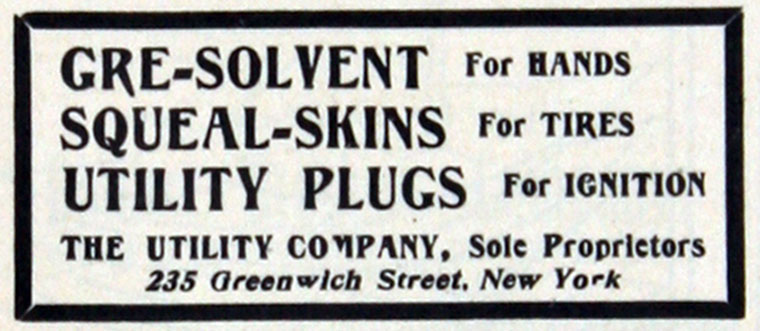 GRE-SOLVENT For HANDS
SQUEAL-SKINS For TIRES
UTILITY PLUGS For IGNITION
THE UTILITY COMPANY, Sole Proprietors
235 Greenwich Street, New York